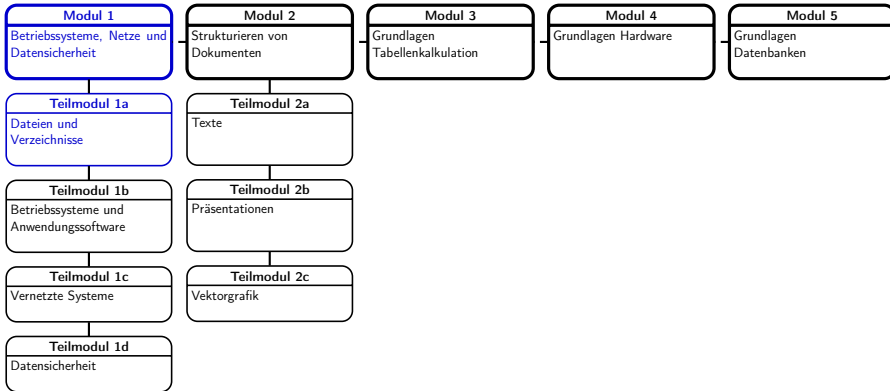 Modul 1
Betriebssysteme, Netze und
Datensicherheit
Modul 2
Strukturieren von
Dokumenten
Modul 3
Grundlagen
Tabellenkalkulation
Modul 4
Grundlagen Hardware
Modul 5
Grundlagen
Datenbanken
Teilmodul 1a
Dateien und
Verzeichnisse
Teilmodul 2a
Texte
Teilmodul 1b
Betriebssysteme und
Anwendungssoftware
Teilmodul 2b
Präsentationen
Teilmodul 1c
Vernetzte Systeme
Teilmodul 2c
Vektorgrafik
Teilmodul 1d
Datensicherheit